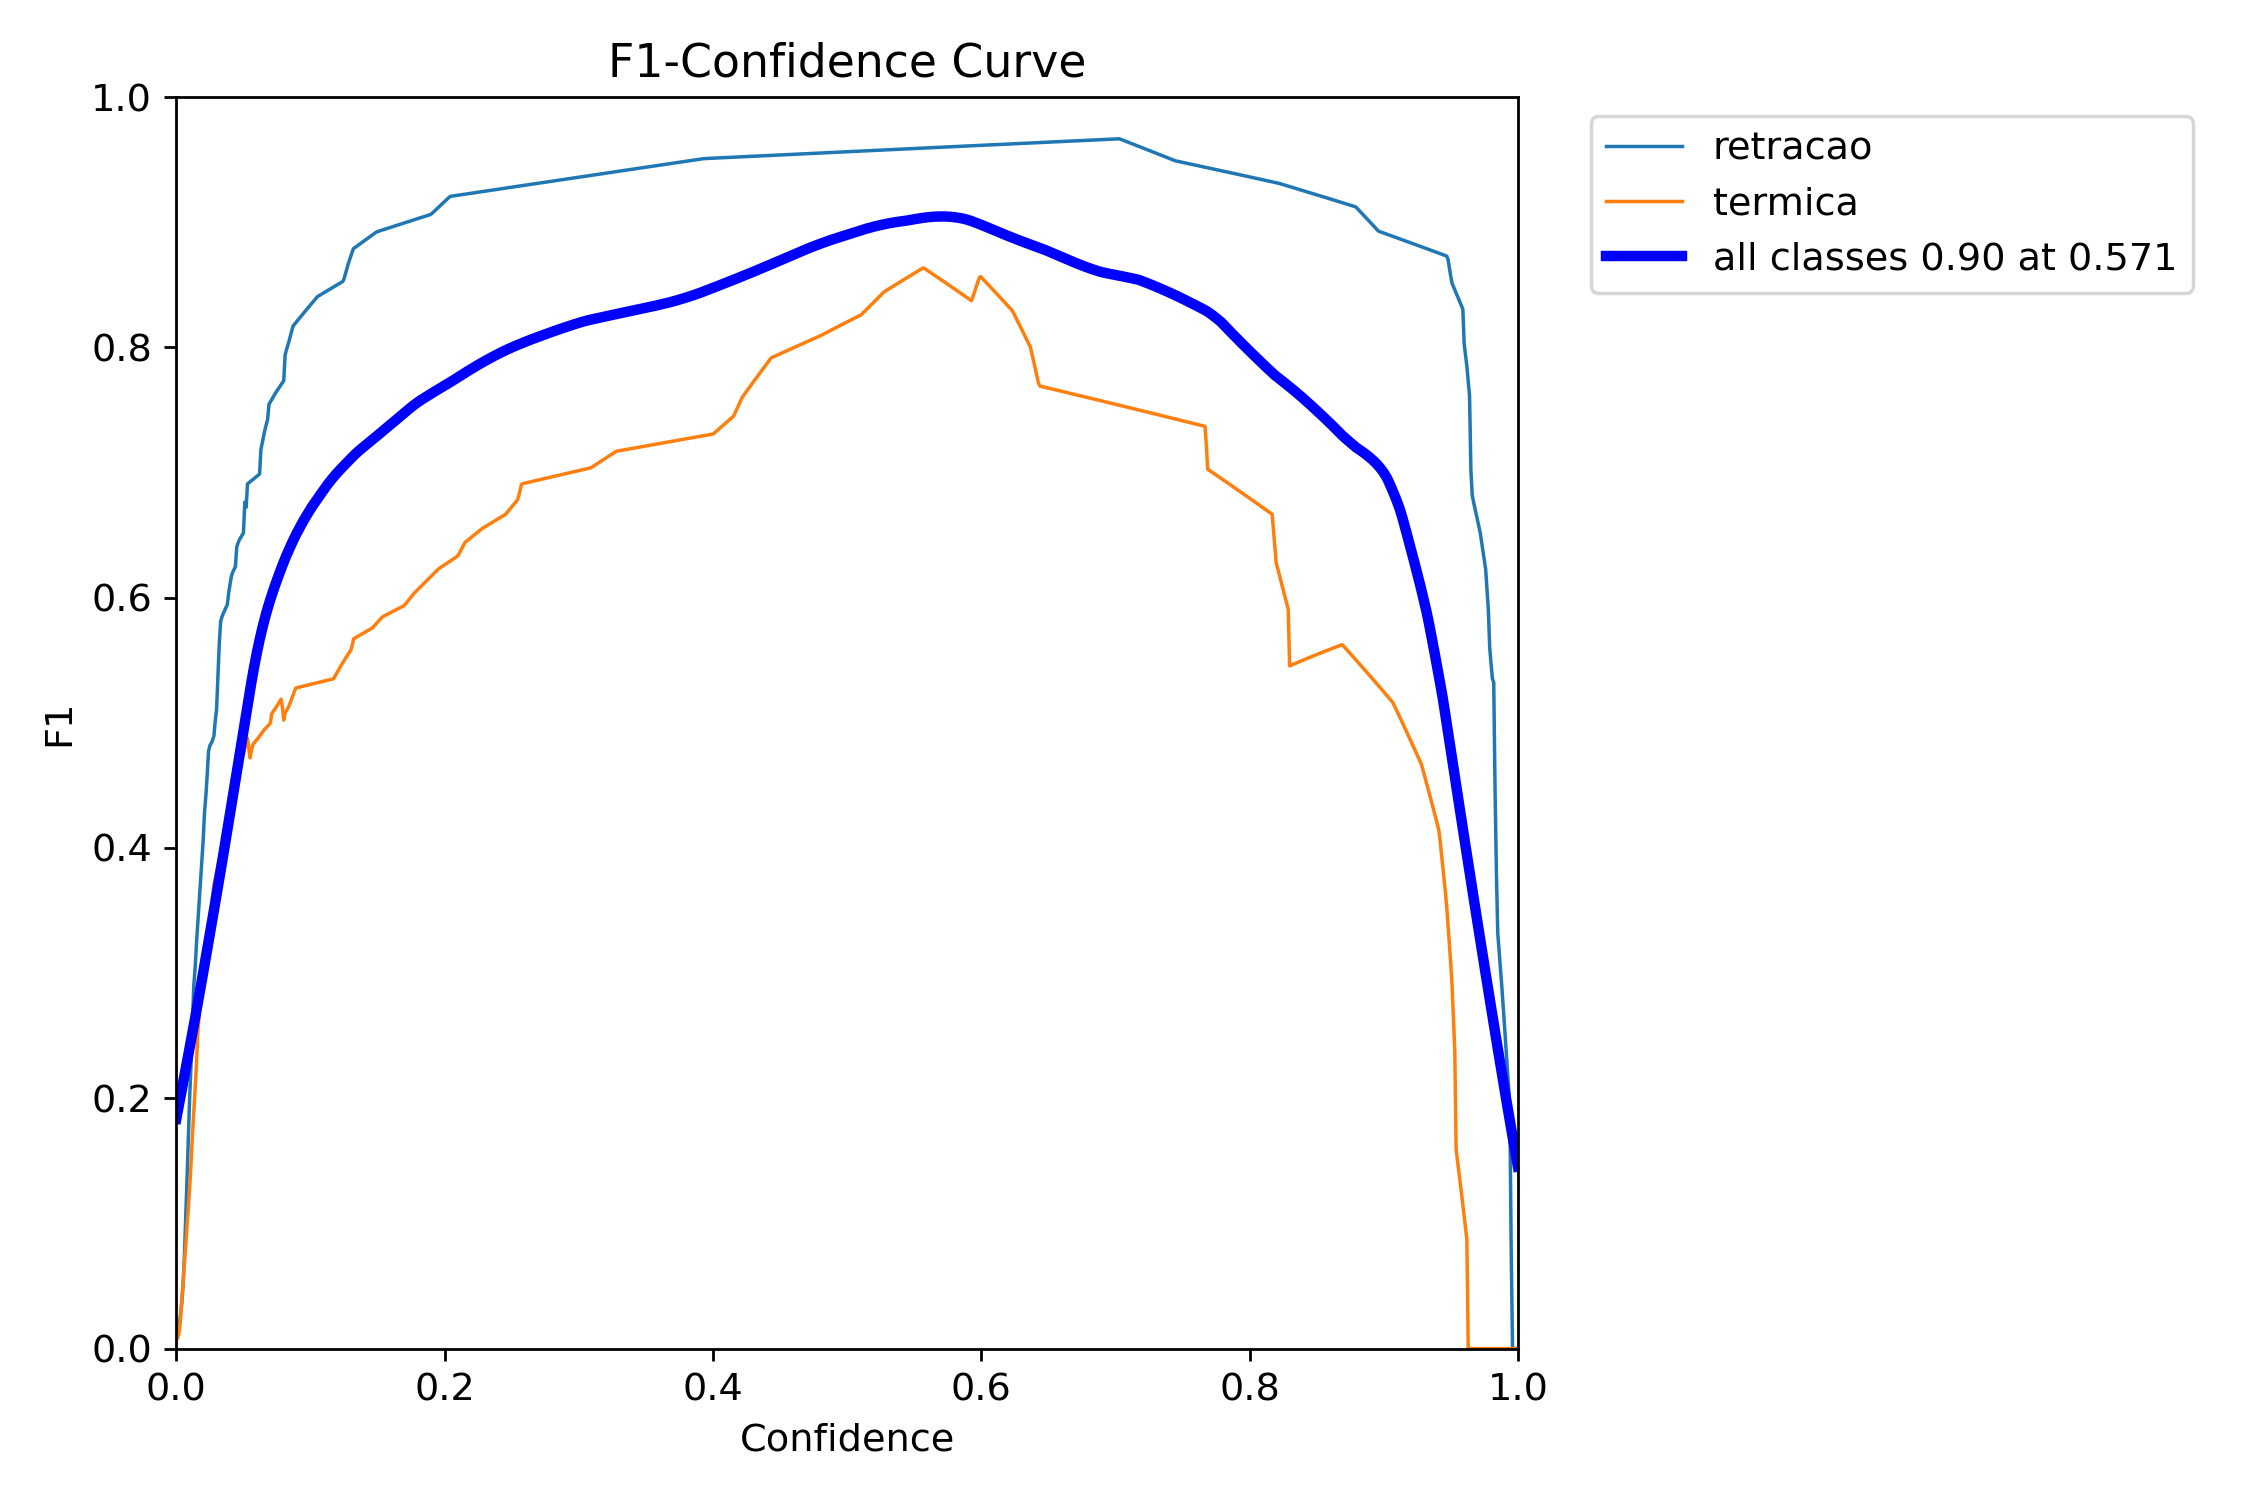 F1-Confidence Curve
retracao
termica
all classes 0.90 at 0.571
F1
1.0
0.8
0.6
0.4
0.2
0.0
0.0 0.2 0.4 0.6 0.8 1.0
Confidence